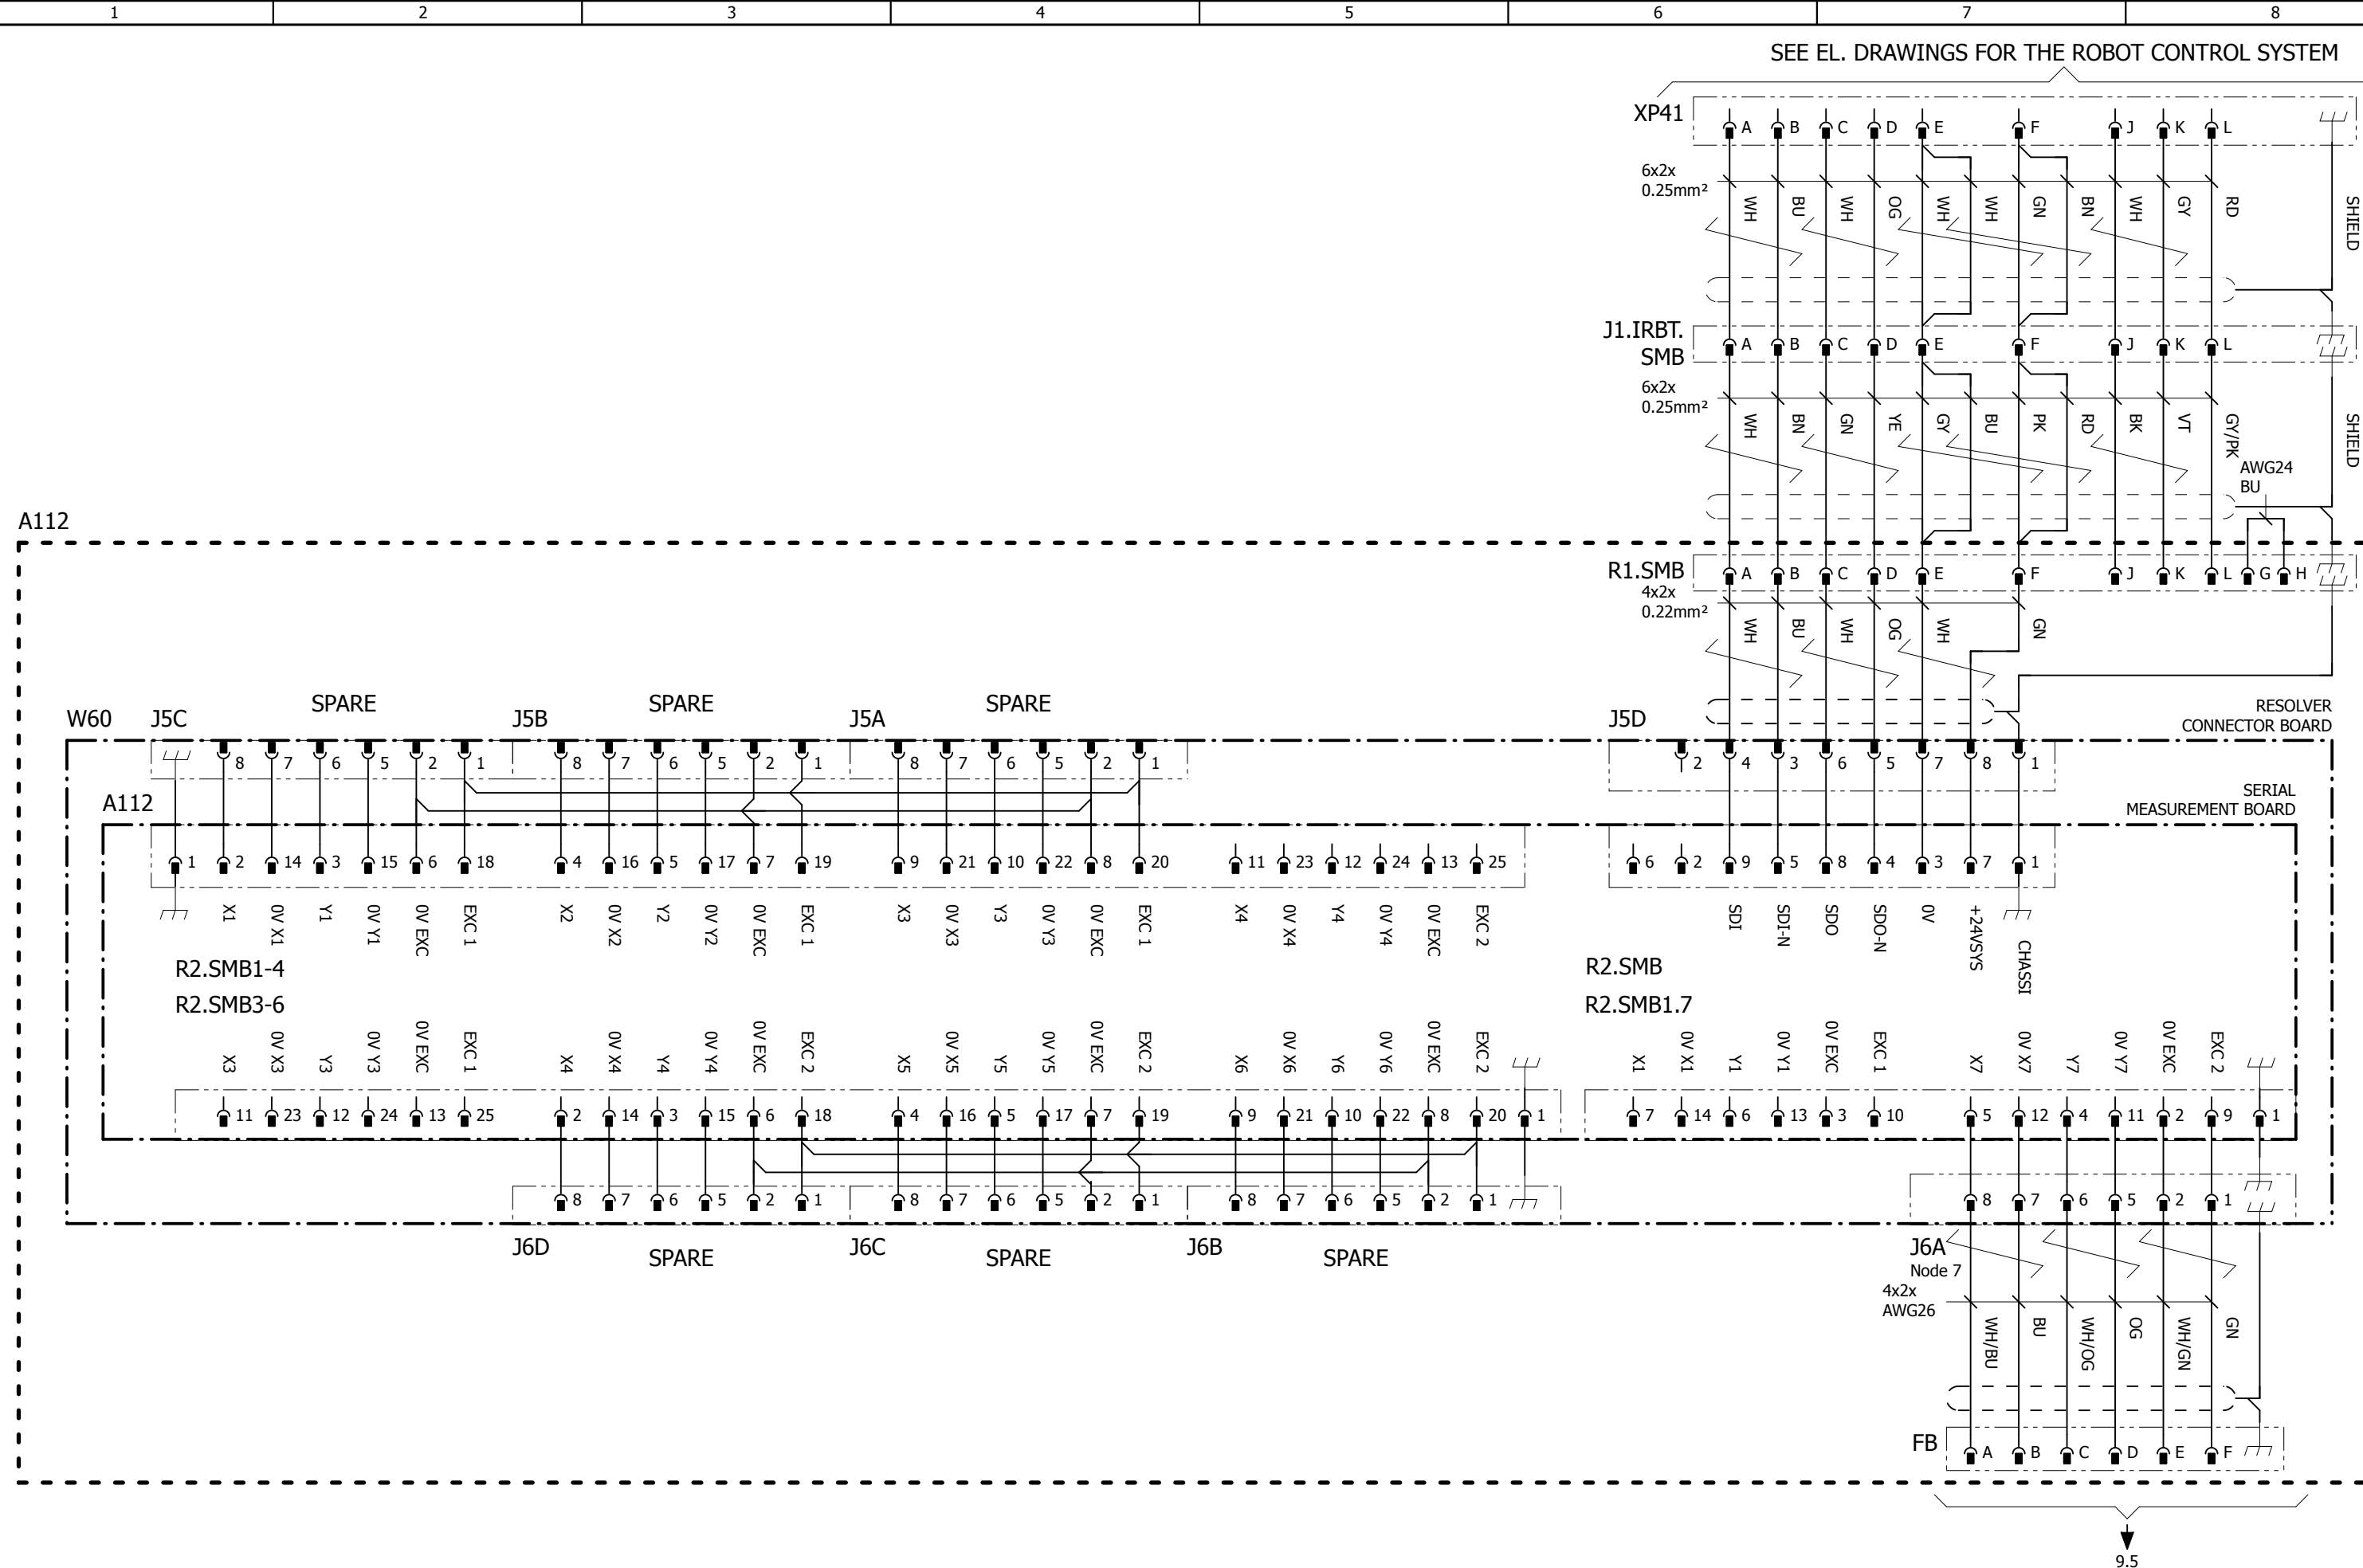 1 2 3 4 5 6 7 8
SEE EL. DRAWINGS FOR THE ROBOT CONTROL SYSTEM
XP41
A B C D E F J K L
6x2x
0.25mm²
WH BU WH OG WH WH GN BN WH GY RD SHIELD
J1.IRBT.
SMB
A B C D E F J K L
6x2x
0.25mm²
WH BN GN YE GY BU PK RD BK VT GY/PK SHIELD
AWG24
BU
A112
R1.SMB
A B C D E F J K L G H
4x2x
0.22mm²
WH BU WH OG WH GN
SPARE SPARE SPARE
W60 J5C J5B J5A J5D
RESOLVER
CONNECTOR BOARD
8 7 6 5 2 1 8 7 6 5 2 1 8 7 6 5 2 1 2 4 3 6 5 7 8 1
A112
SERIAL
MEASUREMENT BOARD
1 2 14 3 15 6 18 4 16 5 17 7 19 9 21 10 22 8 20 11 23 12 24 13 25 6 2 9 5 8 4 3 7 1
X1 0V X1 Y1 0V Y1 0V EXC EXC 1 X2 0V X2 Y2 0V Y2 0V EXC EXC 1 X3 0V X3 Y3 0V Y3 0V EXC EXC 1 X4 0V X4 Y4 0V Y4 0V EXC EXC 2 SDI SDI-N SDO SDO-N 0V +24VSYS CHASSI
R2.SMB1-4 R2.SMB
R2.SMB3-6 R2.SMB1.7
X3 0V X3 Y3 0V Y3 0V EXC EXC 1 X4 0V X4 Y4 0V Y4 0V EXC EXC 2 X5 0V X5 Y5 0V Y5 0V EXC EXC 2 X6 0V X6 Y6 0V Y6 0V EXC EXC 2 X1 0V X1 Y1 0V Y1 0V EXC EXC 1 X7 0V X7 Y7 0V Y7 0V EXC EXC 2
11 23 12 24 13 25 2 14 3 15 6 18 4 16 5 17 7 19 9 21 10 22 8 20 1 7 14 6 13 3 10 5 12 4 11 2 9 1
8 7 6 5 2 1 8 7 6 5 2 1 8 7 6 5 2 1 8 7 6 5 2 1
J6D J6C J6B J6A
SPARE SPARE SPARE
Node 7
4x2x
AWG26
WH/BU BU WH/OG OG WH/GN GN
FB
A B C D E F
9.5